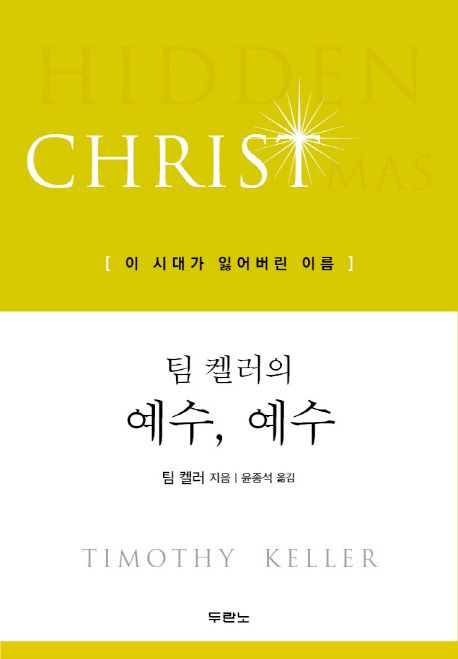 HIDDEN
CHRISTMAS
[ 이 시대가 잃어버린 이름 ]
팀 켈러의
예수, 예수
팀 켈러 지음 | 윤종석 옮김
TIMOTHY KELLER
두란노